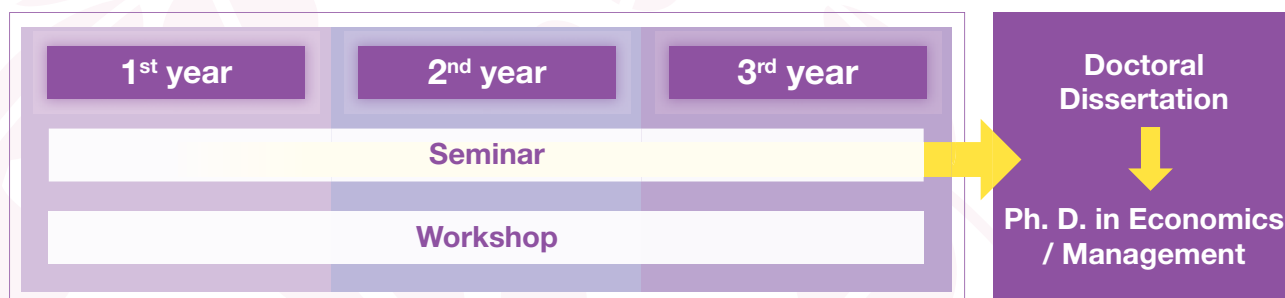 1st year
2nd year
3rd year
Seminar
Workshop
Doctoral
Dissertation
Ph. D. in Economics
/ Management